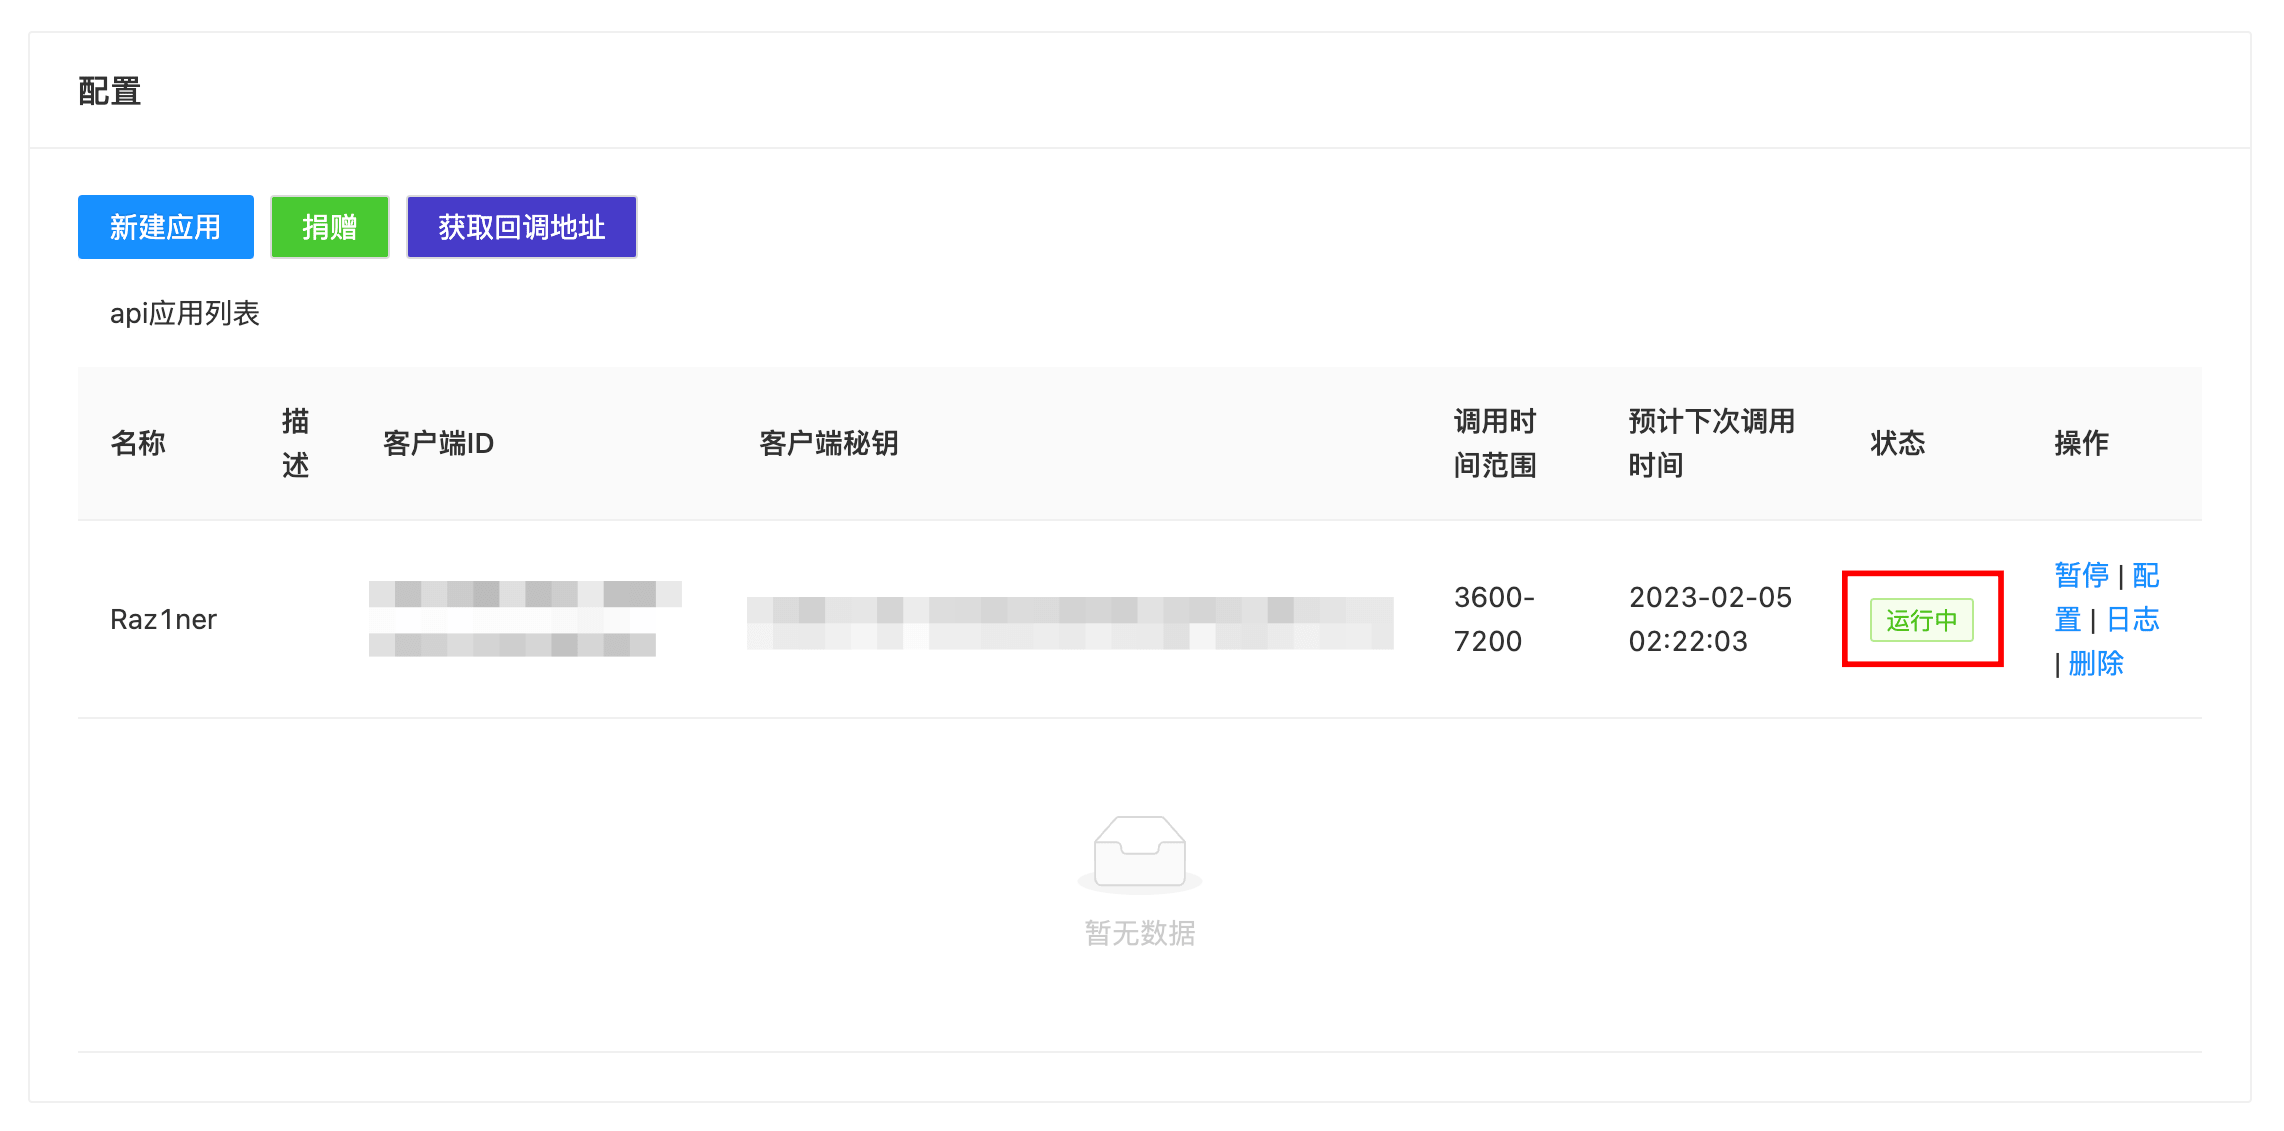 配置
新建应用 捐赠 获取回调地址
api应用列表
名称 描述 客户端ID 客户端秘钥 调用时间范围 预计下次调用时间 状态 操作
Raz1ner 3600-7200 2023-02-05 02:22:03 运行中 暂停 | 配置 | 日志 | 删除
暂无数据